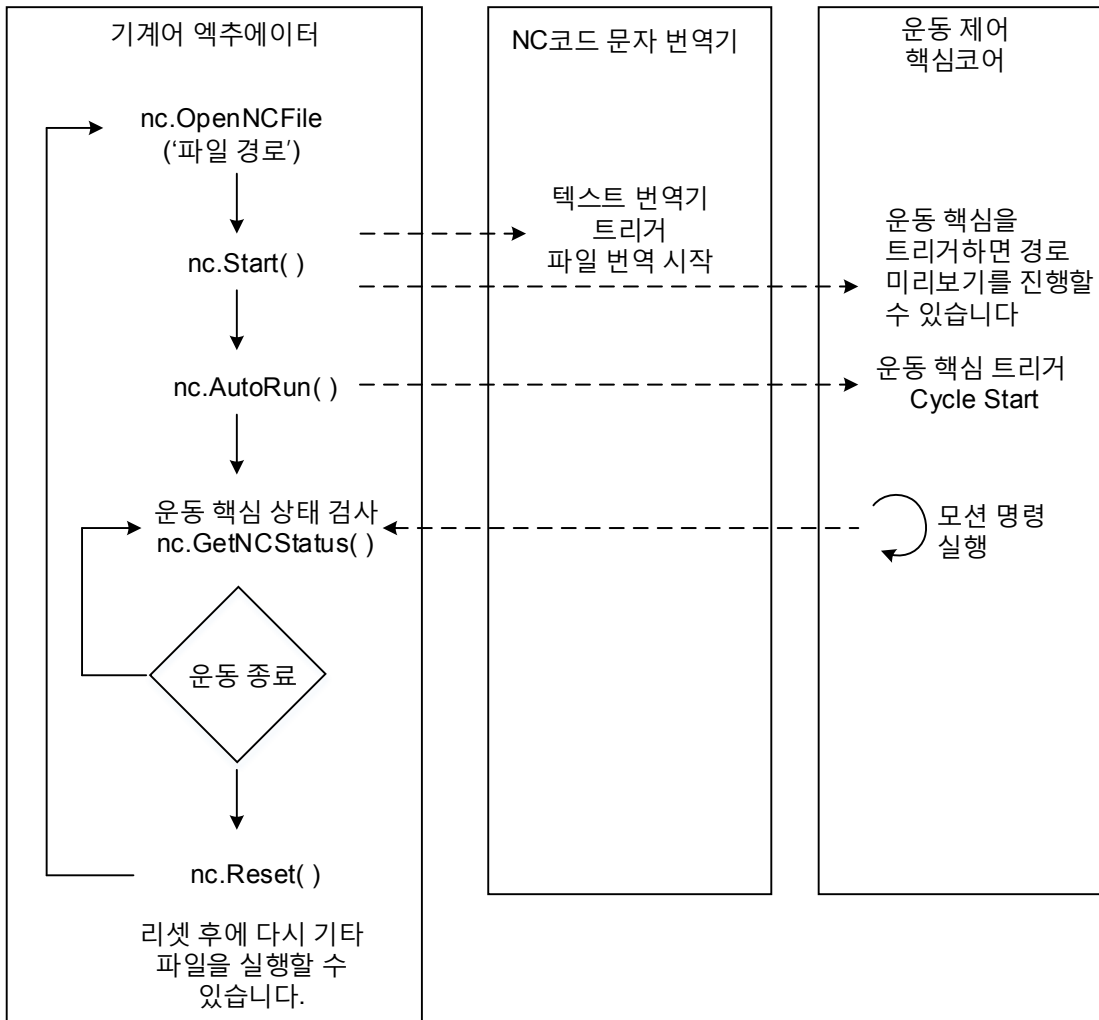 기계어 엑추에이터
nc.OpenNCFile
(‘파일 경로’)
nc.Start( )
nc.AutoRun( )
운동 핵심 상태 검사
nc.GetNCStatus( )
운동 종료
nc.Reset( )
리셋 후에 다시 기타
파일을 실행할 수
있습니다.
NC코드 문자 번역기
텍스트 번역기
트리거
파일 번역 시작
운동 제어
핵심코어
운동 핵심을
트리거하면 경로
미리보기를 진행할
수 있습니다
운동 핵심 트리거
Cycle Start
모션 명령
실행